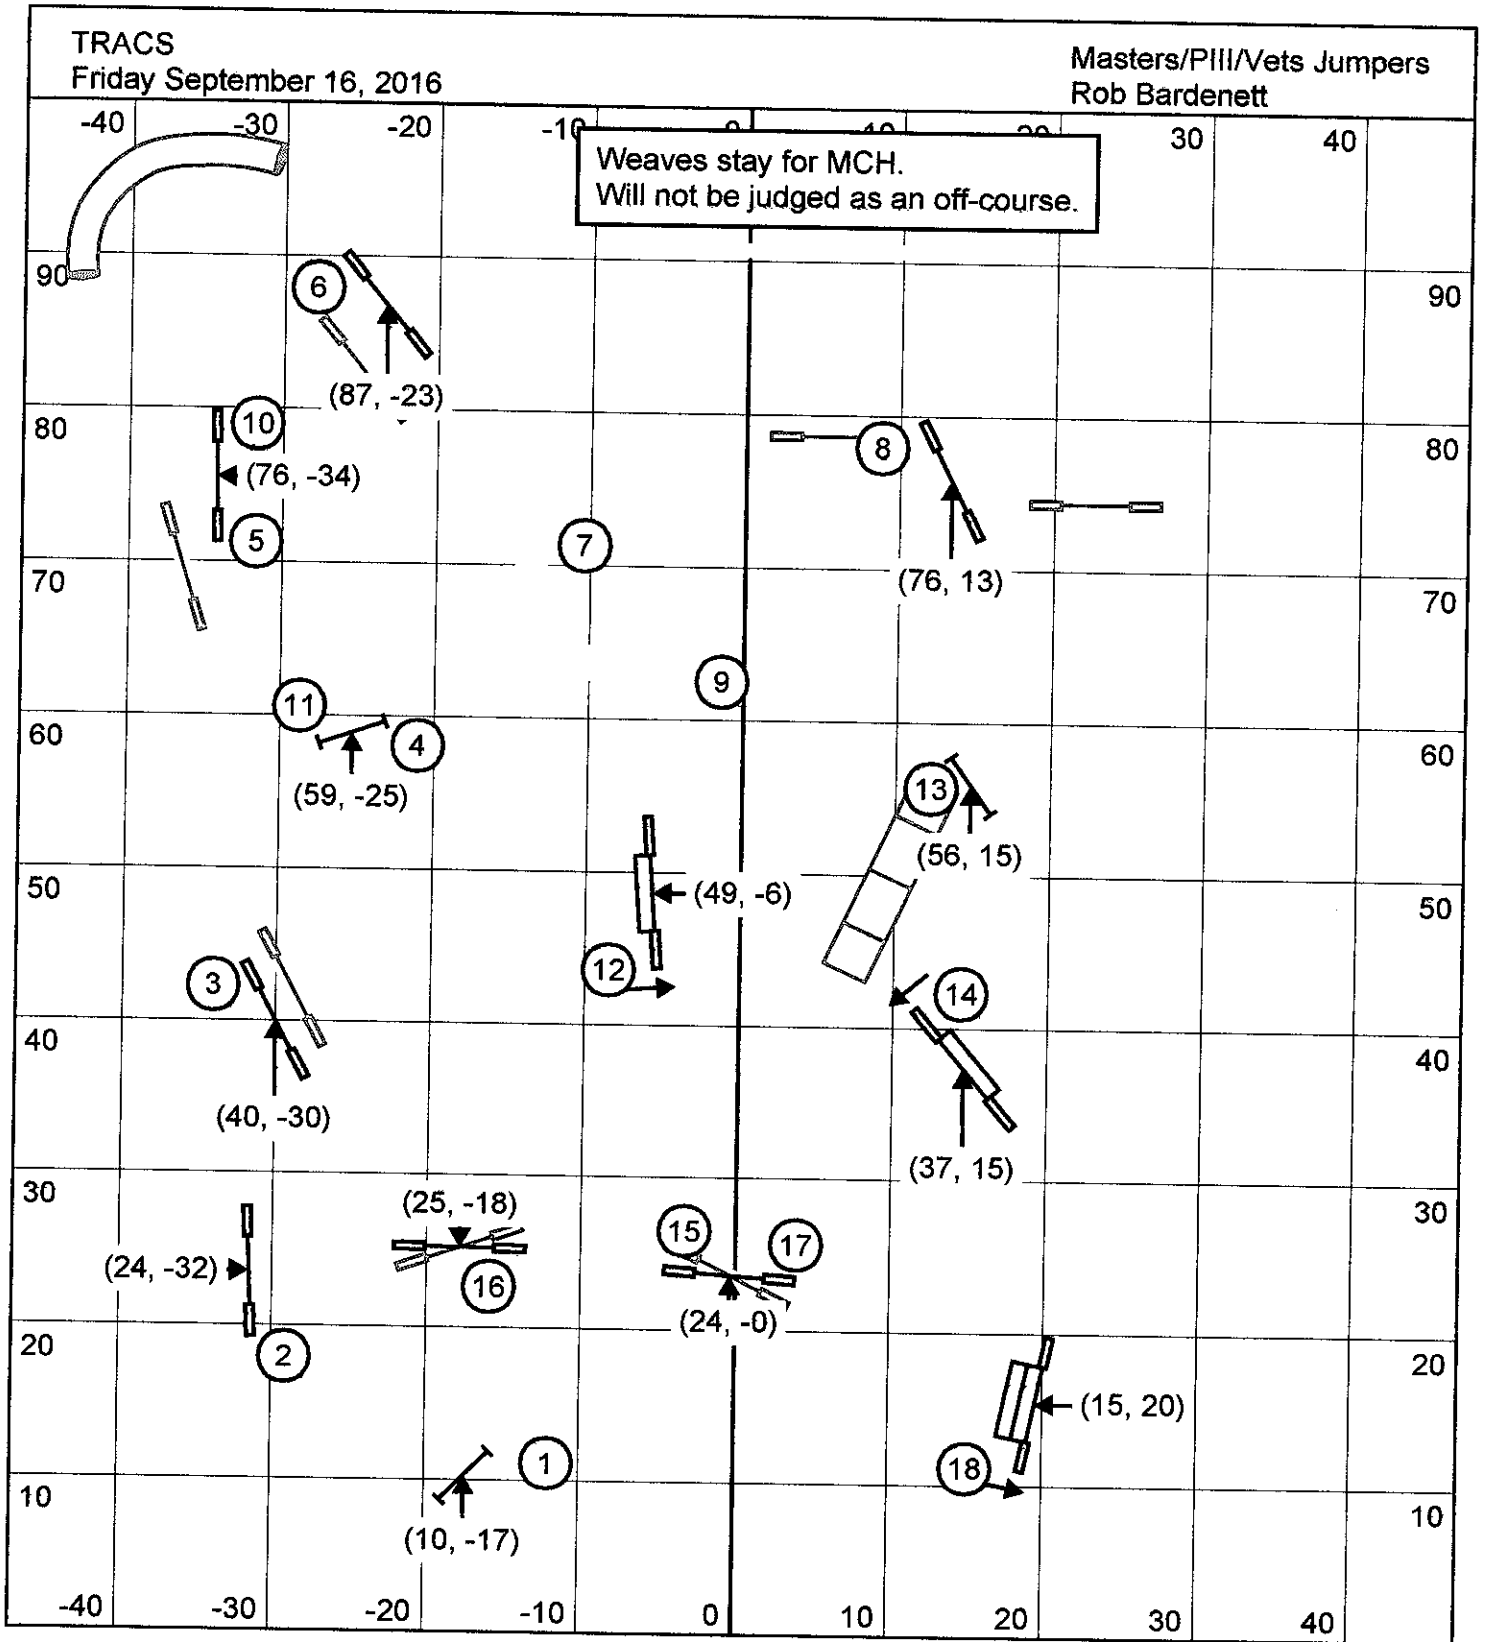 TRACS
Friday September 16, 2016
Masters/PIII/Vets Jumpers
Rob Bardenett
-40 -30 -20 -10 0 10 20 30 40
Weaves stay for MCH.
Will not be judged as an off-course.
90 90
6
(87, -23)
80 10 8 80
(76, -34)
5 7
70 (76, 13) 70
9
11
60 4 60
(59, -25)
13
(56, 15)
50 (49, -6) 50
3 12 14
40 40
(40, -30)
(37, 15)
30 (25, -18) 30
15 17
(24, -32) 16
(24, -0)
20 2 20
(15, 20)
1 18
10 10
(10, -17)
-40 -30 -20 -10 0 10 20 30 40